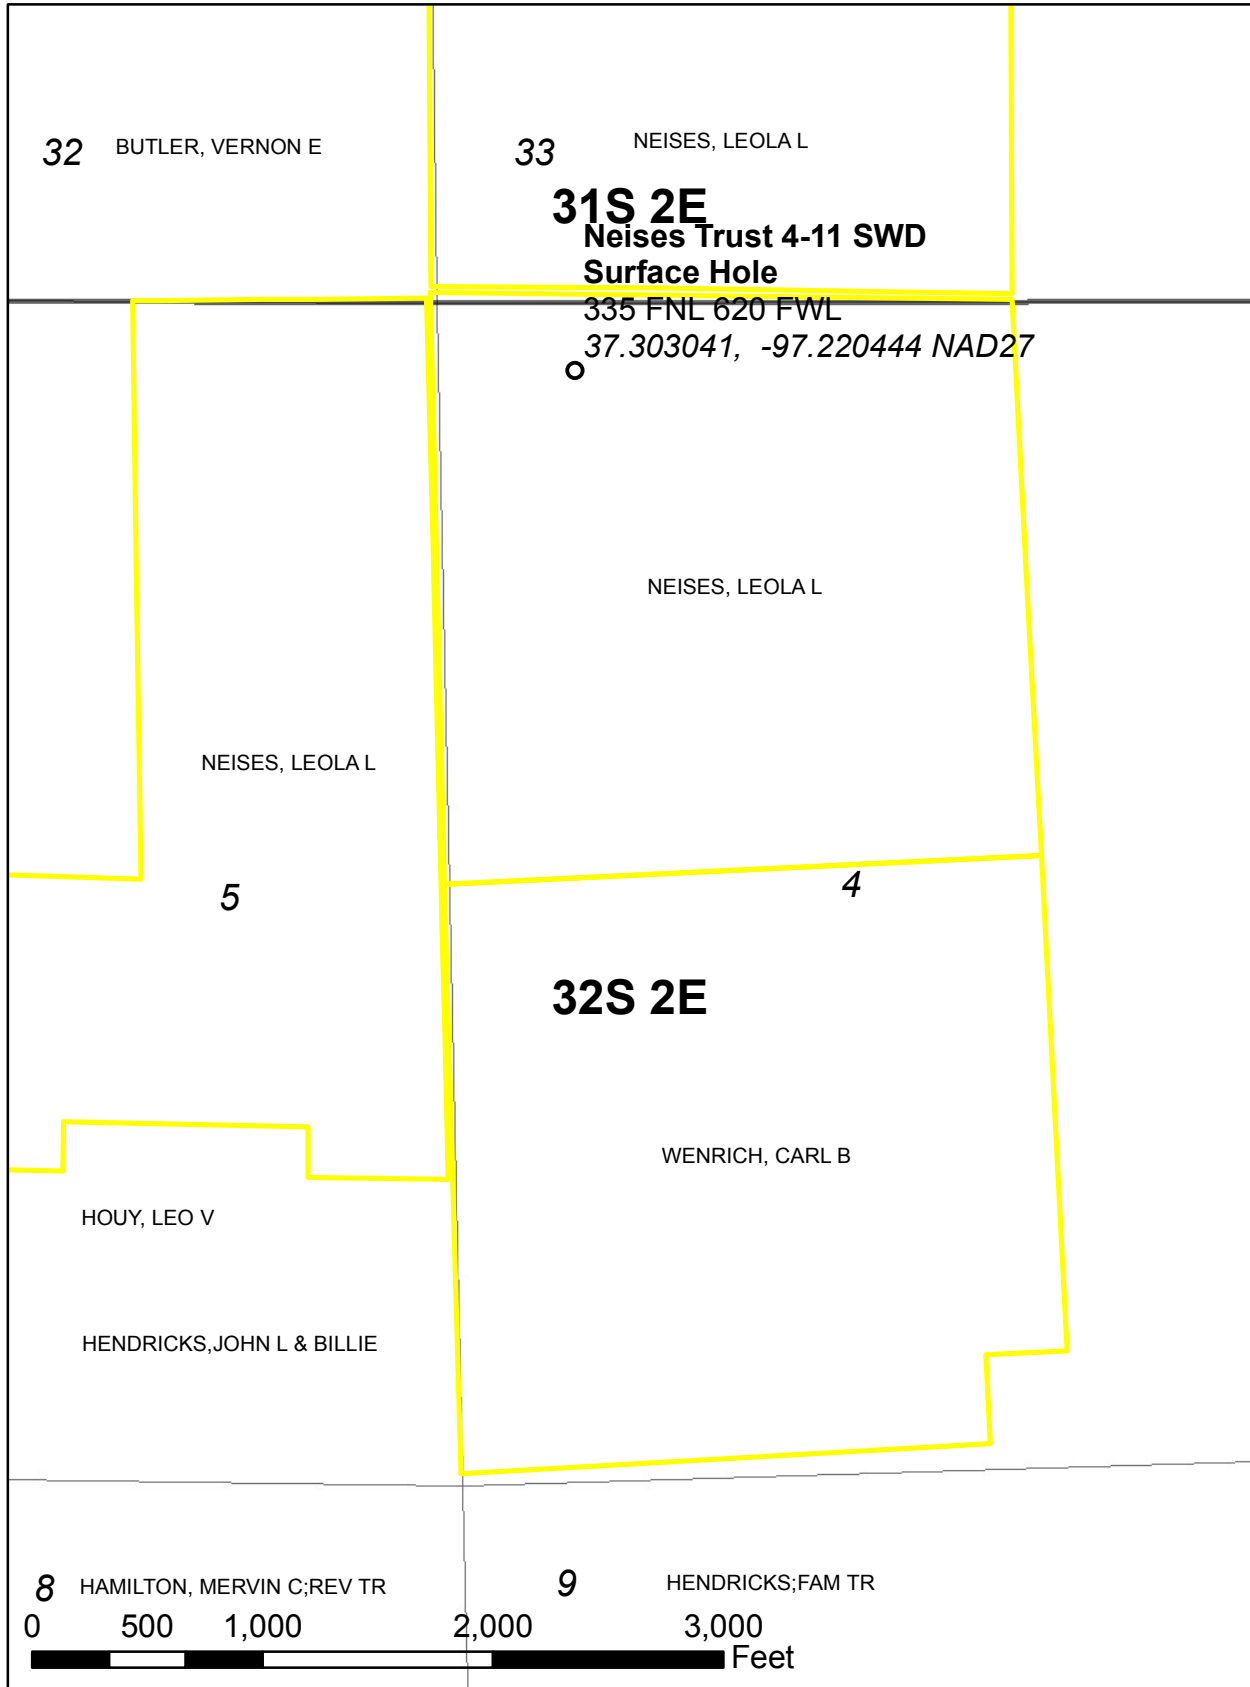 32 BUTLER, VERNON E
33 NEISES, LEOLA L
31S 2E
Neises Trust 4-11 SWD
Surface Hole
335 FNL 620 FWL
37.303041, -97.220444 NAD27
NEISES, LEOLA L
NEISES, LEOLA L
5
4
32S 2E
WENRICH, CARL B
HOUY, LEO V
HENDRICKS,JOHN L & BILLIE
8 HAMILTON, MERVIN C;REV TR
9 HENDRICKS;FAM TR
0 500 1,000 2,000 3,000
Feet